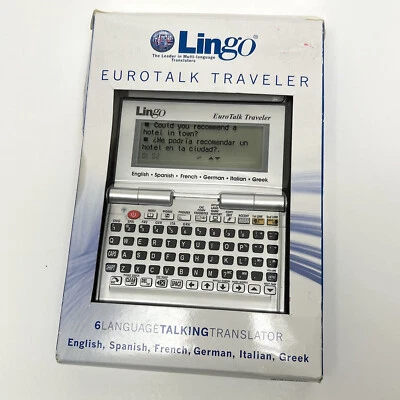 Lingo®
The Leader in Multi-language
Translators
EUROTALK TRAVELER
Lingo
EuroTalk Traveler
Could you recommend a
hotel in town?
¿Me podría recomendar un
hotel en la ciudad?.
English • Spanish • French • German • Italian • Greek
6LANGUAGETALKINGTRANSLATOR
English, Spanish, French, German, Italian, Greek